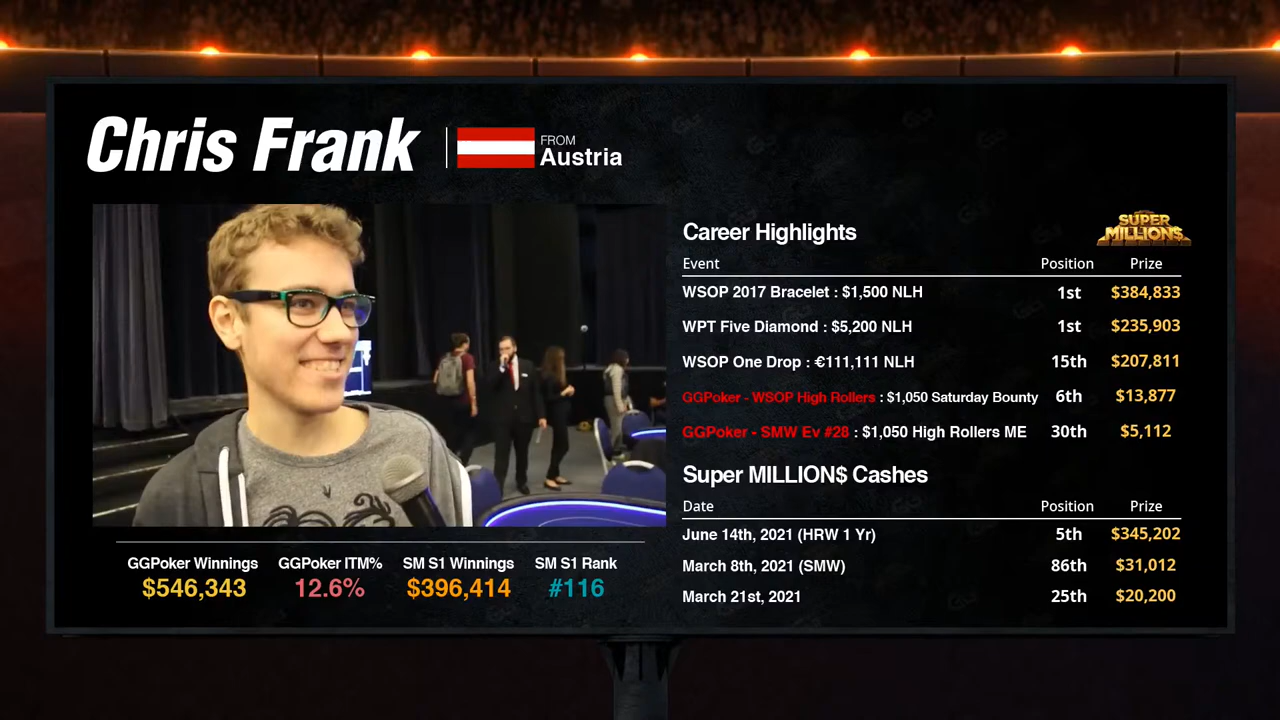 Chris Frank
FROM
Austria
Career Highlights
SUPER
MILLION$
Event Position Prize
WSOP 2017 Bracelet : $1,500 NLH 1st $384,833
WPT Five Diamond : $5,200 NLH 1st $235,903
WSOP One Drop : €111,111 NLH 15th $207,811
GGPoker - WSOP High Rollers : $1,050 Saturday Bounty 6th $13,877
GGPoker - SMW Ev #28 : $1,050 High Rollers ME 30th $5,112
Super MILLION$ Cashes
Date Position Prize
June 14th, 2021 (HRW 1 Yr) 5th $345,202
March 8th, 2021 (SMW) 86th $31,012
March 21st, 2021 25th $20,200
GGPoker Winnings GGPoker ITM% SM S1 Winnings SM S1 Rank
$546,343 12.6% $396,414 #116